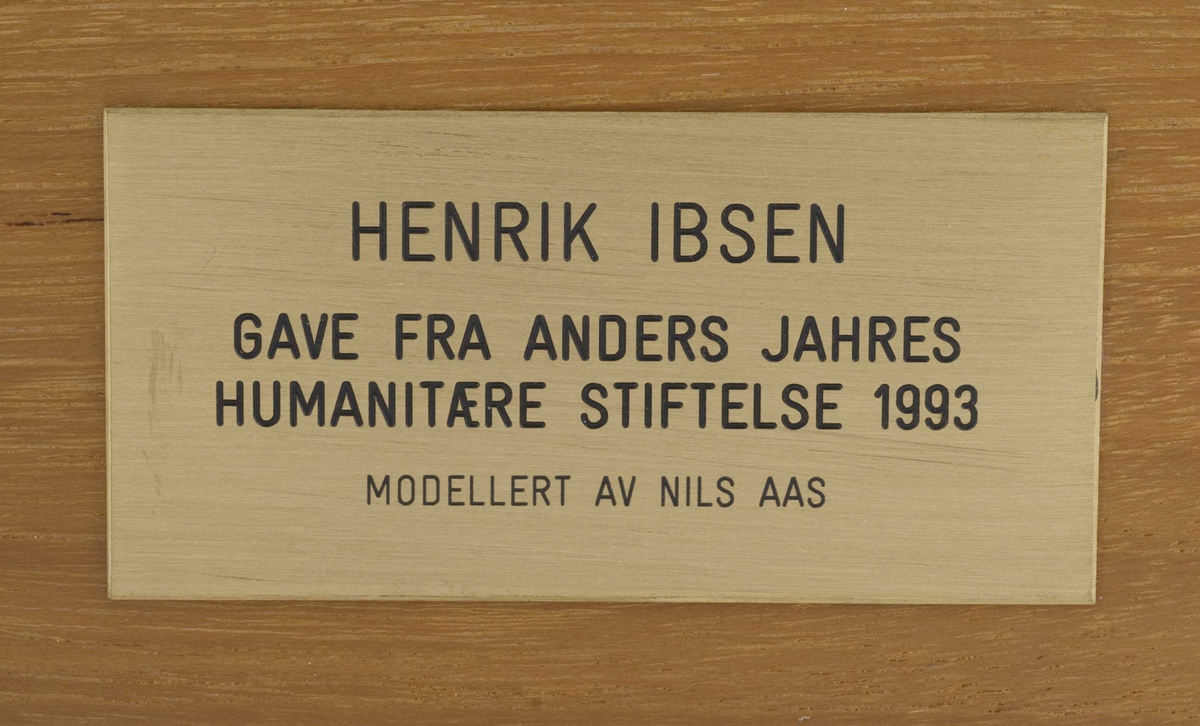 HENRIK IBSEN
GAVE FRA ANDERS JAHRES
HUMANITÆRE STIFTELSE 1993
MODELLERT AV NILS AAS